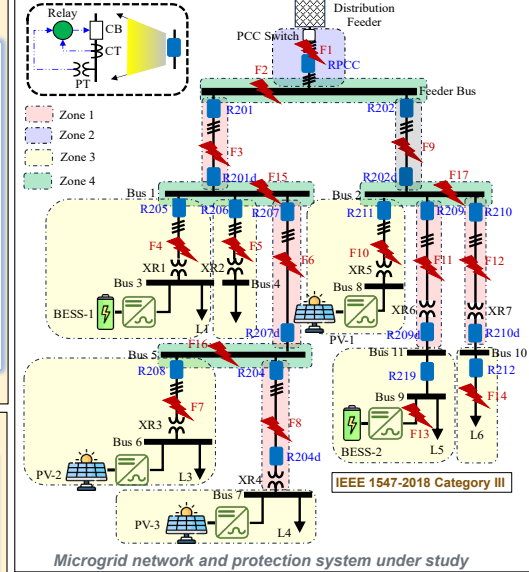 Distribution
Feeder
Relay
CB
CT
PT
PCC Switch
F1
RPCC
F2
Feeder Bus
Zone 1
Zone 2
Zone 3
Zone 4
R201
R202
F3
F9
R201d
F15
R202d
F17
Bus 1
Bus 2
R205
R206
R207
R211
R209
R210
F4
F5
F6
F10
F11
F12
XR1
XR2
XR5
Bus 3
Bus 4
Bus 8
XR6
XR7
BESS-1
L1
PV-1
R207d
R209d
R210d
F16
Bus 5
Bus 11
Bus 10
R208
R204
R219
R212
F7
Bus 9
F14
F8
F13
XR3
L5
L6
Bus 6
BESS-2
R204d
PV-2
L3
XR4
IEEE 1547-2018 Category III
Bus 7
PV-3
L4
Microgrid network and protection system under study